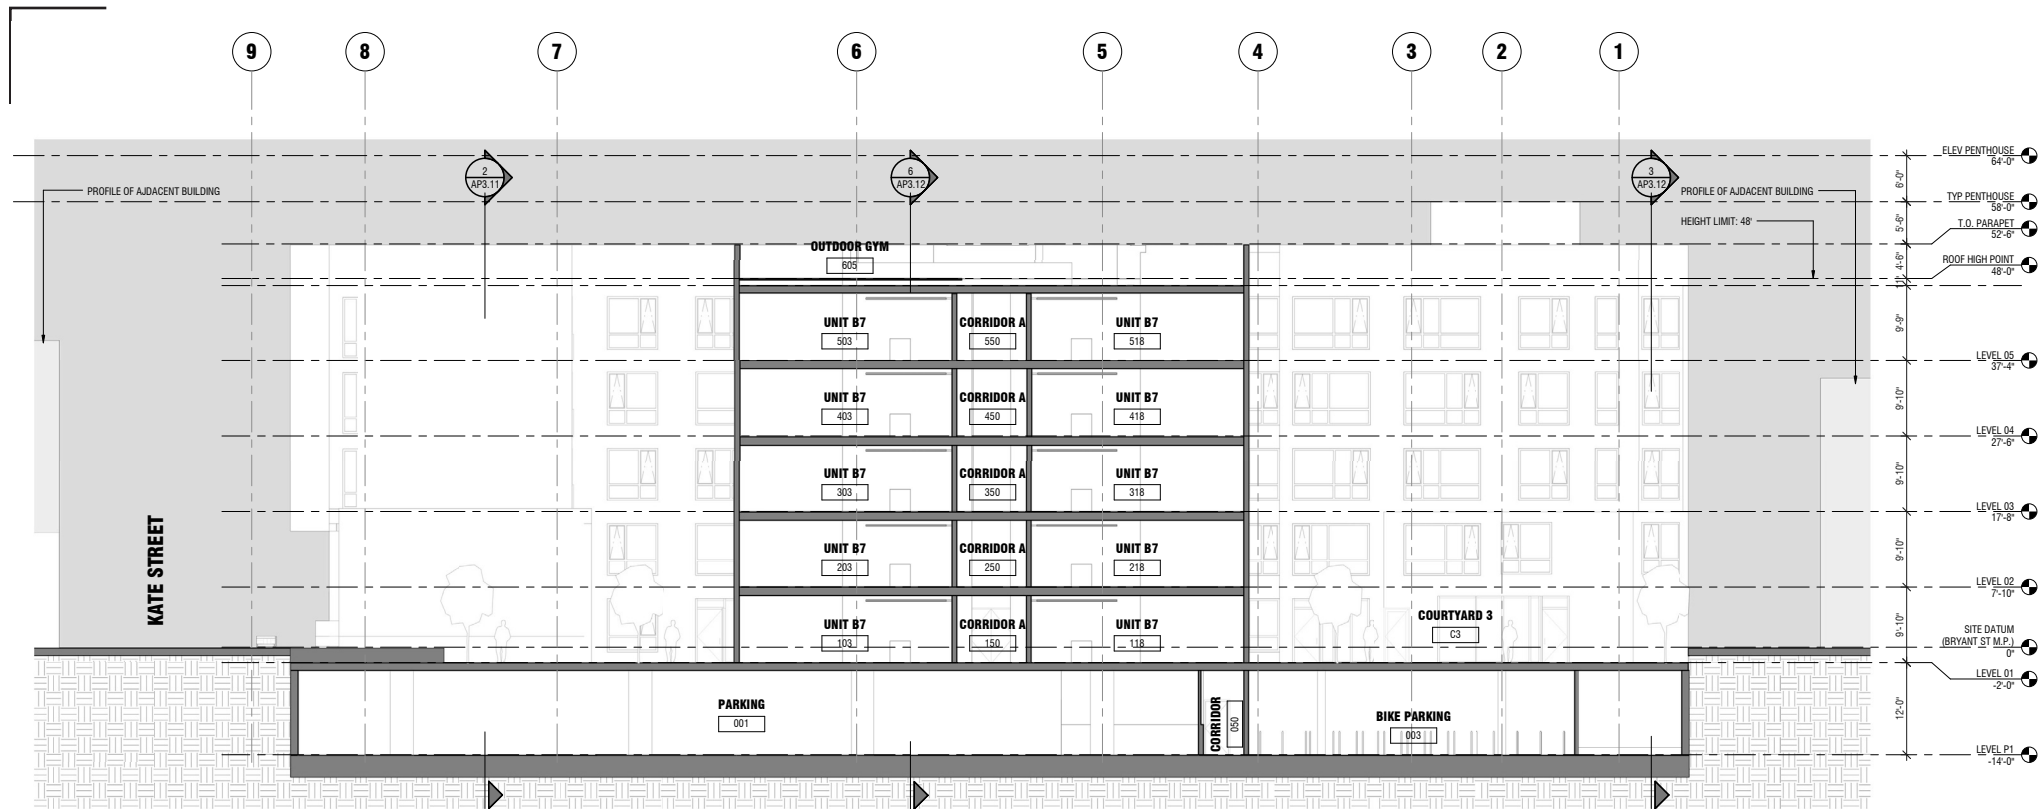 9 8 7 6 5 4 3 2 1
ELEV PENTHOUSE
64'-0"
2
AP3.11
6
AP3.12
3
AP3.12
6'-0"
PROFILE OF AJDACENT BUILDING
PROFILE OF AJDACENT BUILDING
TYP PENTHOUSE
58'-0"
HEIGHT LIMIT: 48'
5'-6"
T.O. PARAPET
52'-6"
OUTDOOR GYM
605
4'-6"
ROOF HIGH POINT
48'-0"
UNIT B7
503
CORRIDOR A
550
UNIT B7
518
9'-9"
LEVEL 05
37'-4"
UNIT B7
403
CORRIDOR A
450
UNIT B7
418
9'-10"
LEVEL 04
27'-6"
UNIT B7
303
CORRIDOR A
350
UNIT B7
318
9'-10"
LEVEL 03
17'-8"
KATE STREET
UNIT B7
203
CORRIDOR A
250
UNIT B7
218
9'-10"
LEVEL 02
7'-10"
UNIT B7
103
CORRIDOR A
150
UNIT B7
118
COURTYARD 3
C3
9'-10"
SITE DATUM
(BRYANT ST M.P.)
0"
LEVEL 01
-2'-0"
PARKING
001
CORRIDOR
050
BIKE PARKING
003
12'-0"
LEVEL P1
-14'-0"